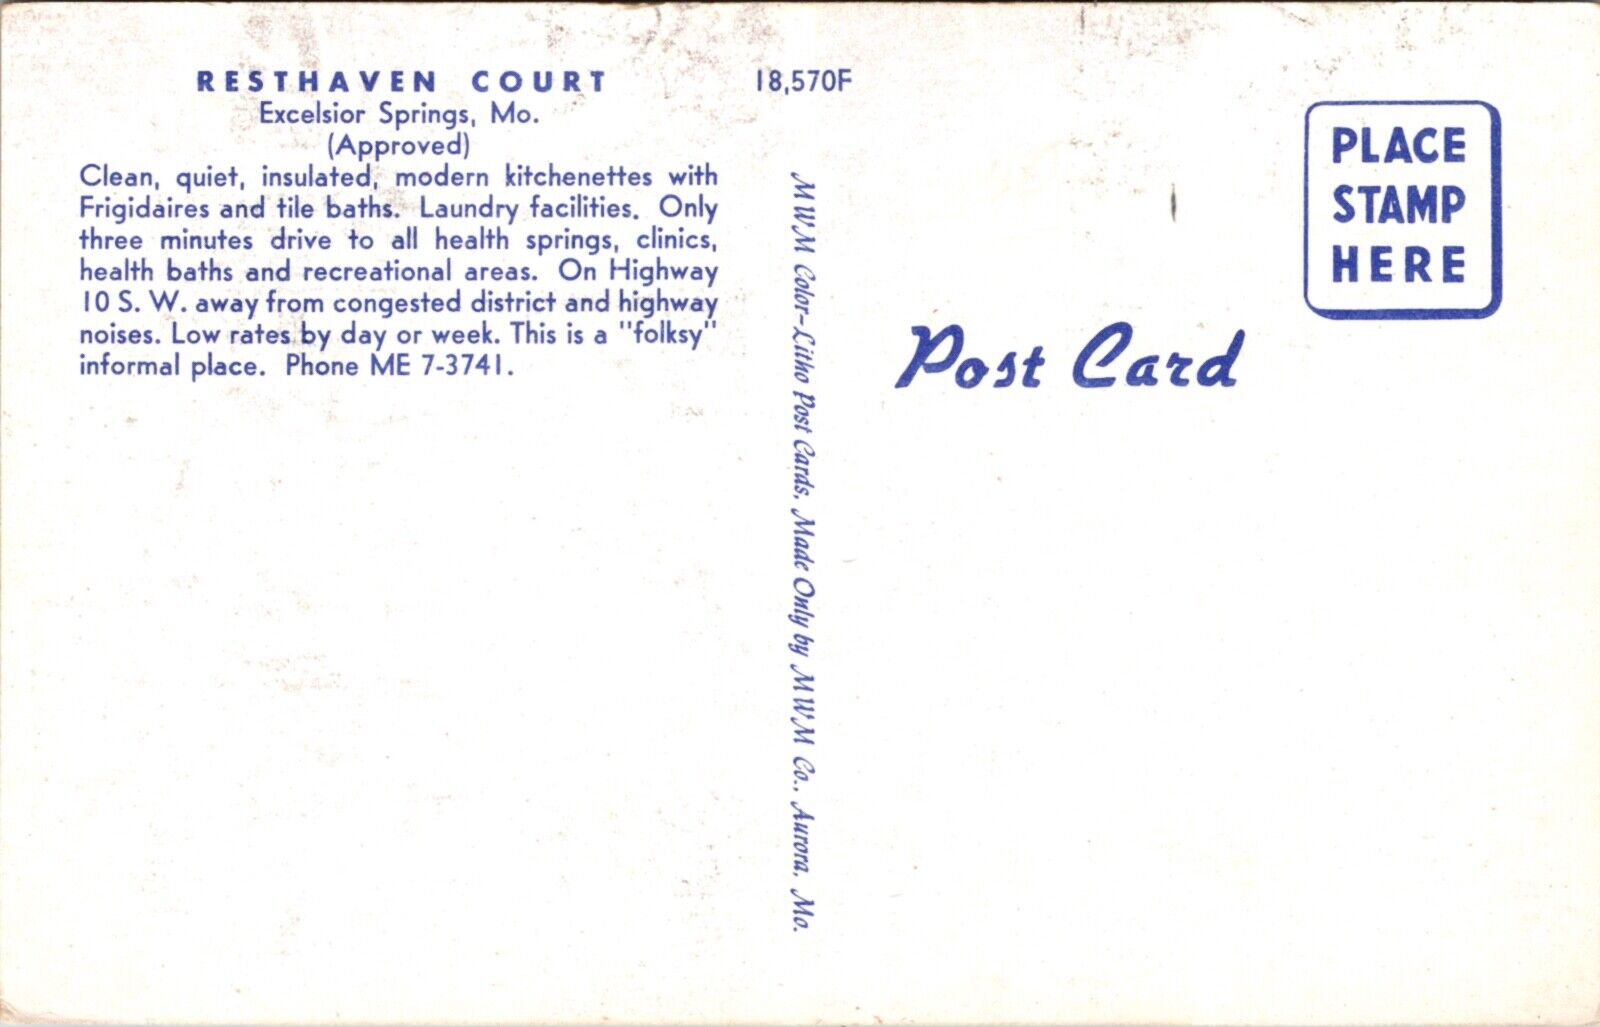 RESTHAVEN COURT
Excelsior Springs, Mo.
(Approved)
Clean, quiet, insulated, modern kitchenettes with
Frigidaires and tile baths. Laundry facilities. Only
three minutes drive to all health springs, clinics,
health baths and recreational areas. On Highway
10 S. W. away from congested district and highway
noises. Low rates by day or week. This is a "folksy"
informal place. Phone ME 7-3741.
18,570F
MWM Color-Litho Post Cards, Made Only by MWM Co., Aurora, Mo.
PLACE
STAMP
HERE
Post Card